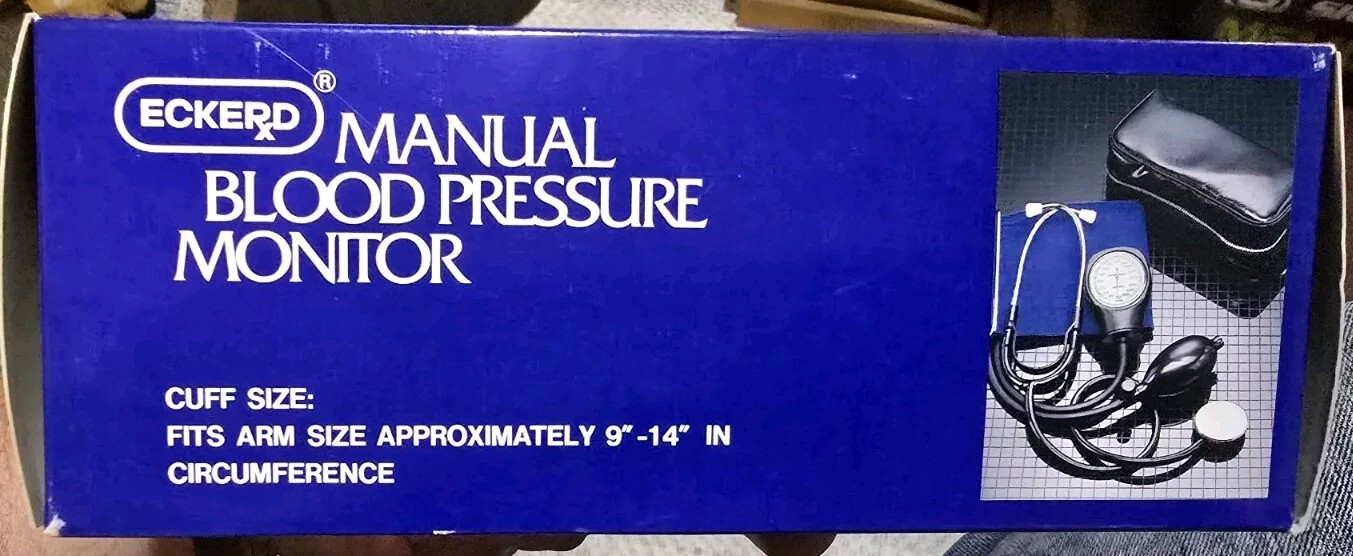 ECKERD®
MANUAL
BLOOD PRESSURE
MONITOR
CUFF SIZE:
FITS ARM SIZE APPROXIMATELY 9"-14" IN
CIRCUMFERENCE